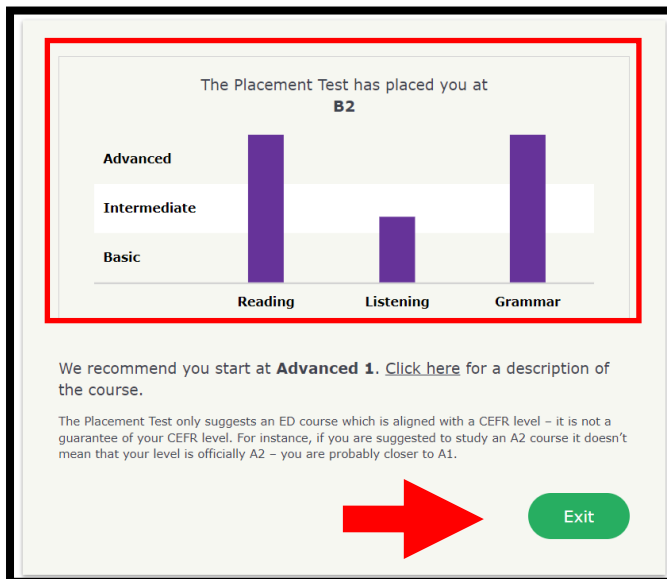 The Placement Test has placed you at
B2
Advanced
Intermediate
Basic
Reading Listening Grammar
We recommend you start at Advanced 1. Click here for a description of
the course.
The Placement Test only suggests an ED course which is aligned with a CEFR level – it is not a
guarantee of your CEFR level. For instance, if you are suggested to study an A2 course it doesn't
mean that your level is officially A2 – you are probably closer to A1.
Exit